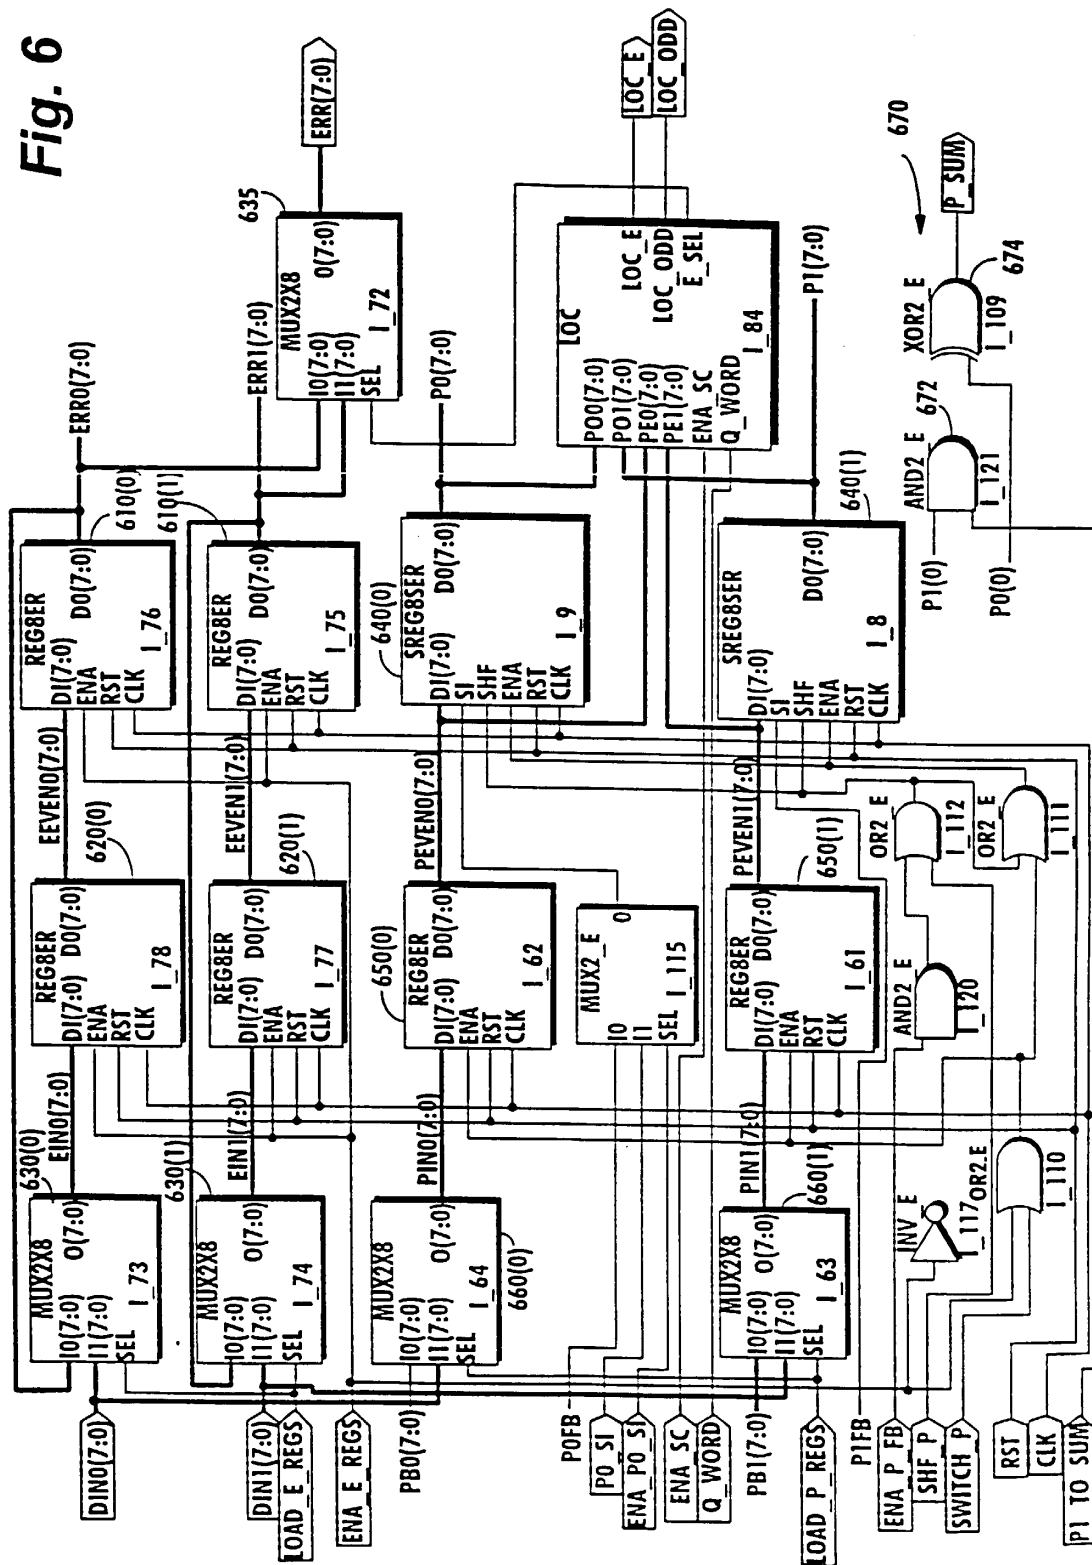 Fig. 6
DIN0(7:0)
MUX2X8
I0(7:0)
I1(7:0)
SEL
O(7:0)
I_73
630(0)
EIN0(7:0)
REG8ER
DI(7:0)
ENA
RST
CLK
DO(7:0)
I_78
620(0)
EEVEN0(7:0)
REG8ER
DI(7:0)
ENA
RST
CLK
DO(7:0)
I_76
610(0)
ERR0(7:0)
DIN1(7:0)
LOAD_E_REGS
ENA_E_REGS
MUX2X8
I0(7:0)
I1(7:0)
SEL
O(7:0)
I_74
630(1)
EIN1(7:0)
REG8ER
DI(7:0)
ENA
RST
CLK
DO(7:0)
I_77
620(1)
EEVEN1(7:0)
REG8ER
DI(7:0)
ENA
RST
CLK
DO(7:0)
I_75
610(1)
ERR1(7:0)
MUX2X8
I0(7:0)
I1(7:0)
SEL
O(7:0)
I_72
635
ERR(7:0)
PB0(7:0)
MUX2X8
I0(7:0)
I1(7:0)
SEL
O(7:0)
I_64
660(0)
PIN0(7:0)
650(0)
REG8ER
DI(7:0)
ENA
RST
CLK
DO(7:0)
I_62
PEVEN0(7:0)
640(0)
SREG8SER
DI(7:0)
SI
SHF
ENA
RST
CLK
DO(7:0)
I_9
P0(7:0)
P0FB
P0_SI
ENA_P0_SI
ENA_SC
Q_WORD
MUX2_E
I0
I1
SEL
O
I_115
LOC
PO0(7:0)
PO1(7:0)
PE0(7:0)
PE1(7:0)
ENA_SC
Q_WORD
LOC_E
LOC_ODD
E_SEL
I_84
LOC_E
LOC_ODD
PB1(7:0)
LOAD_P_REGS
MUX2X8
I0(7:0)
I1(7:0)
SEL
O(7:0)
I_63
660(1)
PIN1(7:0)
REG8ER
DI(7:0)
ENA
RST
CLK
DO(7:0)
I_61
650(1)
PEVEN1(7:0)
SREG8SER
DI(7:0)
SI
SHF
ENA
RST
CLK
DO(7:0)
I_8
640(1)
P1(7:0)
P1FB
ENA_P_FB
SHF_P
SWITCH_P
RST
CLK
P1_TO_SUM
INV_E
I_117
OR2_E
I_110
AND2_E
I_120
OR2_E
I_112
OR2_E
I_111
P1(0)
P0(0)
AND2_E
I_121
672
XOR2_E
I_109
674
P_SUM
670